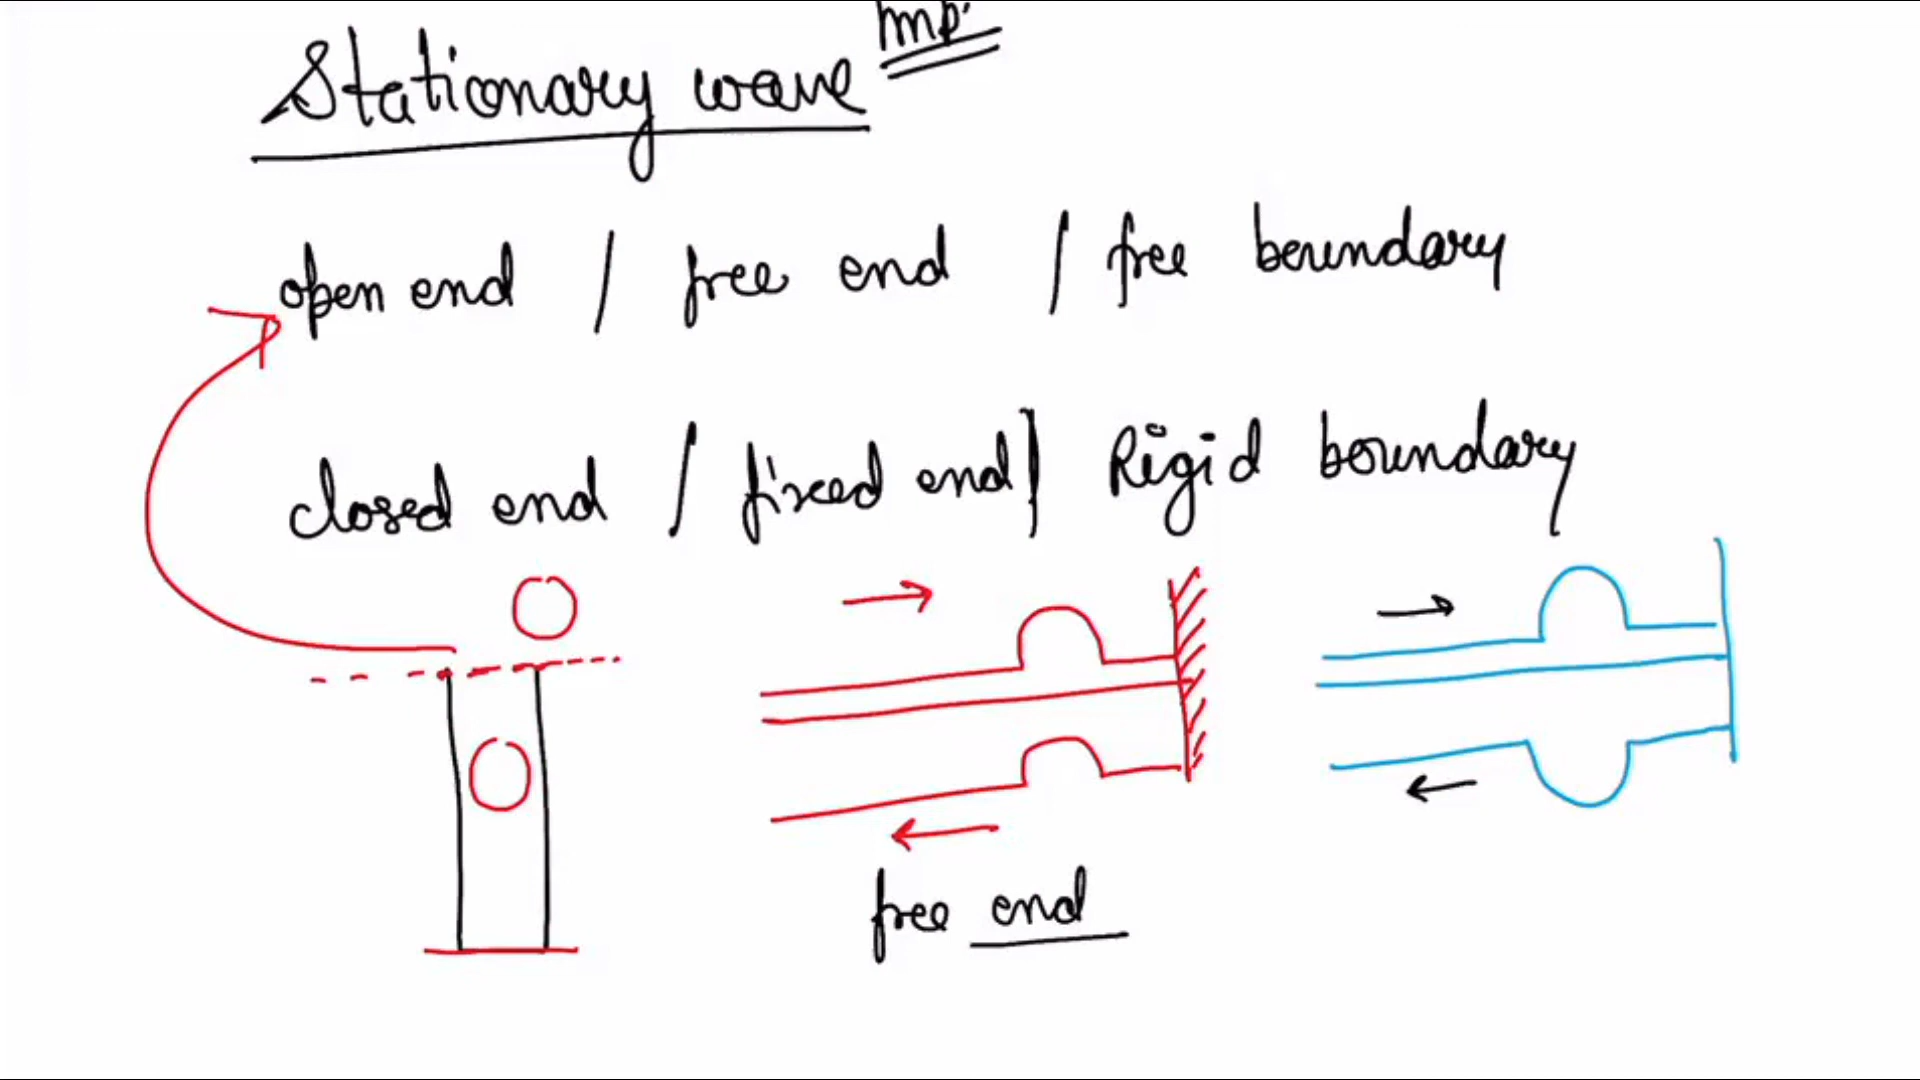 Imp.
Stationary wave
open end / free end / free boundary
closed end / fixed end / Rigid boundary
free end